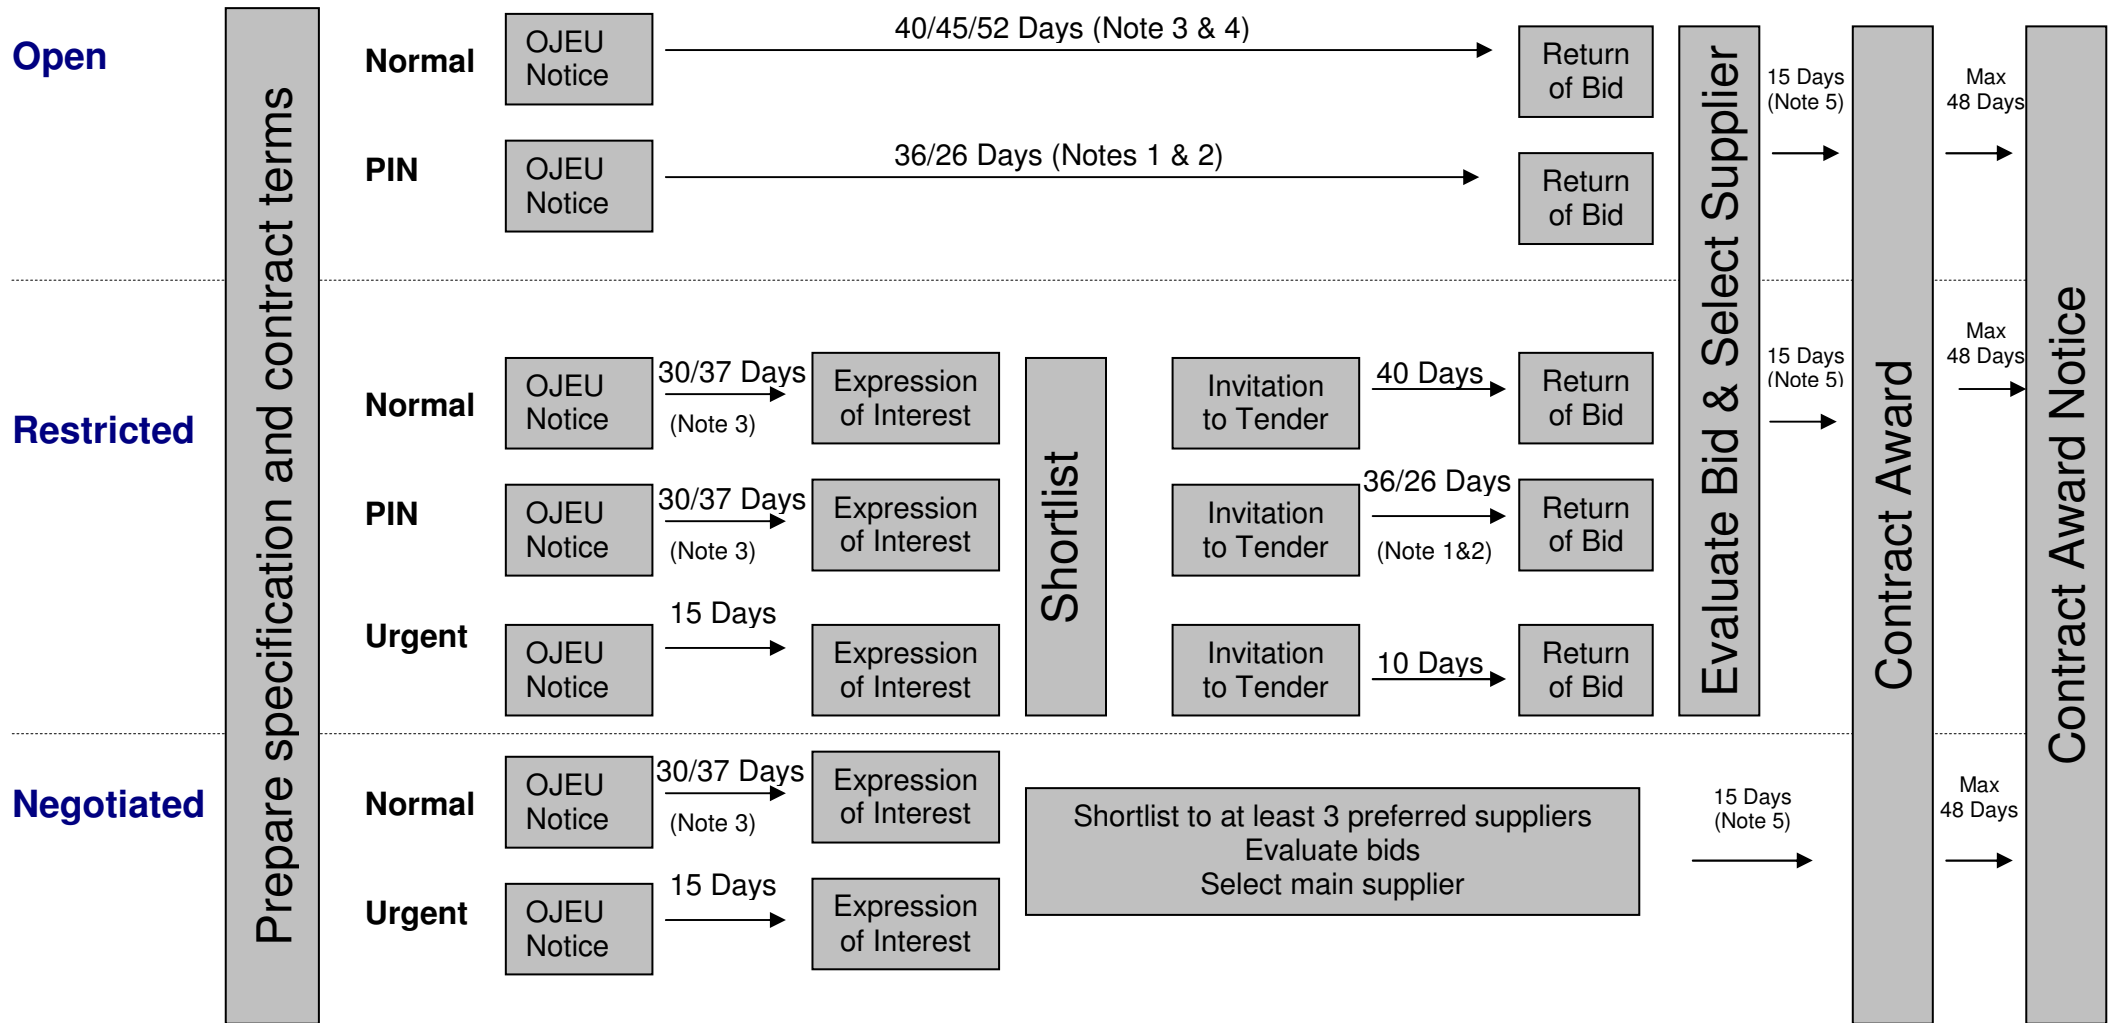 Prepare specification and contract terms
Open
Normal
OJEU
Notice
40/45/52 Days (Note 3 & 4)
Return
of Bid
PIN
OJEU
Notice
36/26 Days (Notes 1 & 2)
Return
of Bid
Evaluate Bid & Select Supplier
15 Days
(Note 5)
Contract Award
Max
48 Days
Contract Award Notice
Restricted
Normal
OJEU
Notice
30/37 Days
(Note 3)
Expression
of Interest
Shortlist
Invitation
to Tender
40 Days
Return
of Bid
15 Days
(Note 5)
Max
48 Days
PIN
OJEU
Notice
30/37 Days
(Note 3)
Expression
of Interest
Invitation
to Tender
36/26 Days
(Note 1&2)
Return
of Bid
Urgent
OJEU
Notice
15 Days
Expression
of Interest
Invitation
to Tender
10 Days
Return
of Bid
Negotiated
Normal
OJEU
Notice
30/37 Days
(Note 3)
Expression
of Interest
Shortlist to at least 3 preferred suppliers
Evaluate bids
Select main supplier
15 Days
(Note 5)
Max
48 Days
Urgent
OJEU
Notice
15 Days
Expression
of Interest